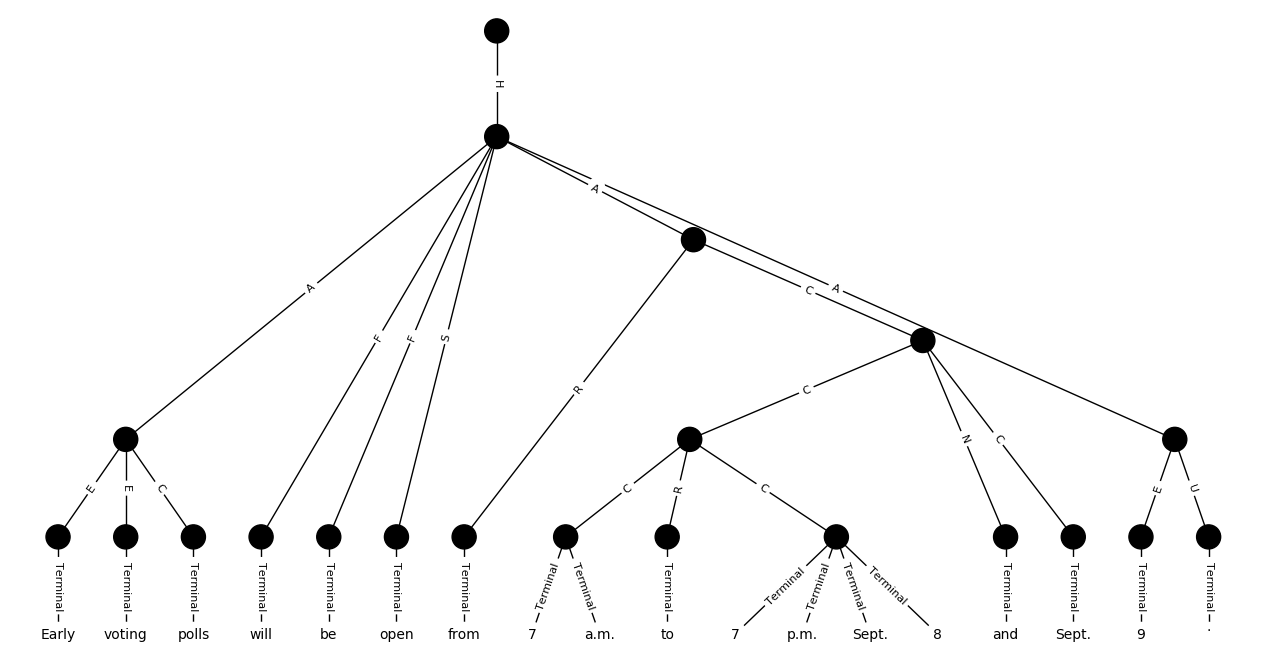 H
A
A
C
A
F
F
S
R
C
N
C
E
E
C
C
R
C
E
U
Terminal Terminal Terminal Terminal Terminal Terminal Terminal Terminal Terminal Terminal Terminal Terminal Terminal Terminal Terminal Terminal Terminal Terminal
Early voting polls will be open from 7 a.m. to 7 p.m. Sept. 8 and Sept. 9 .